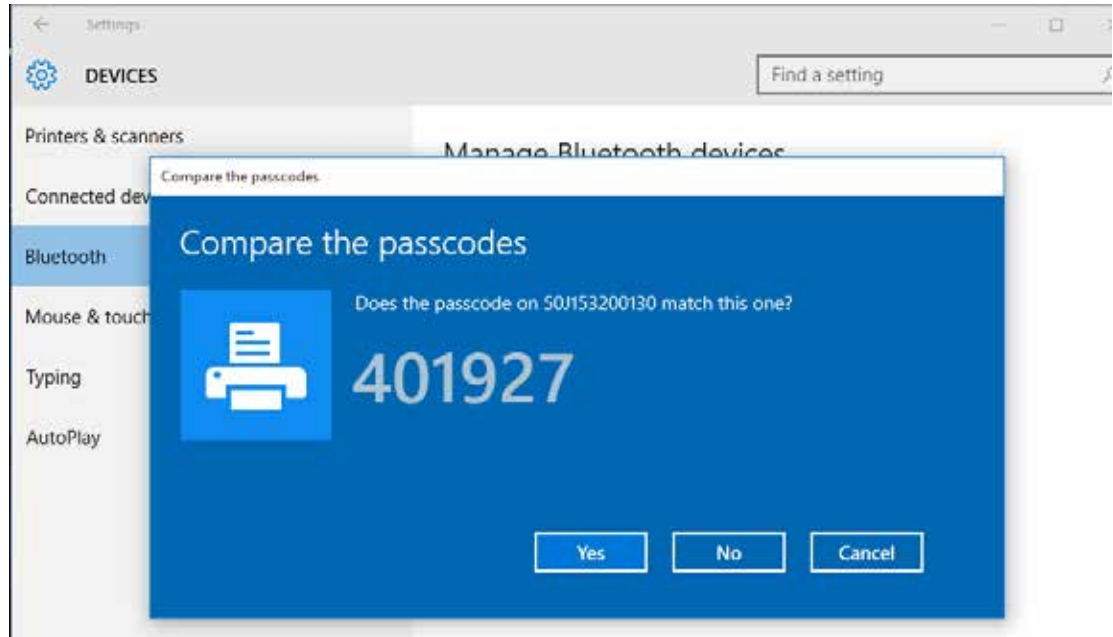 Settings
DEVICES
Find a setting
Printers & scanners
Manage Bluetooth devices
Compare the passcodes
Connected dev
Compare the passcodes
Bluetooth
Does the passcode on 50J153200130 match this one?
Mouse & touch
401927
Typing
AutoPlay
Yes
No
Cancel